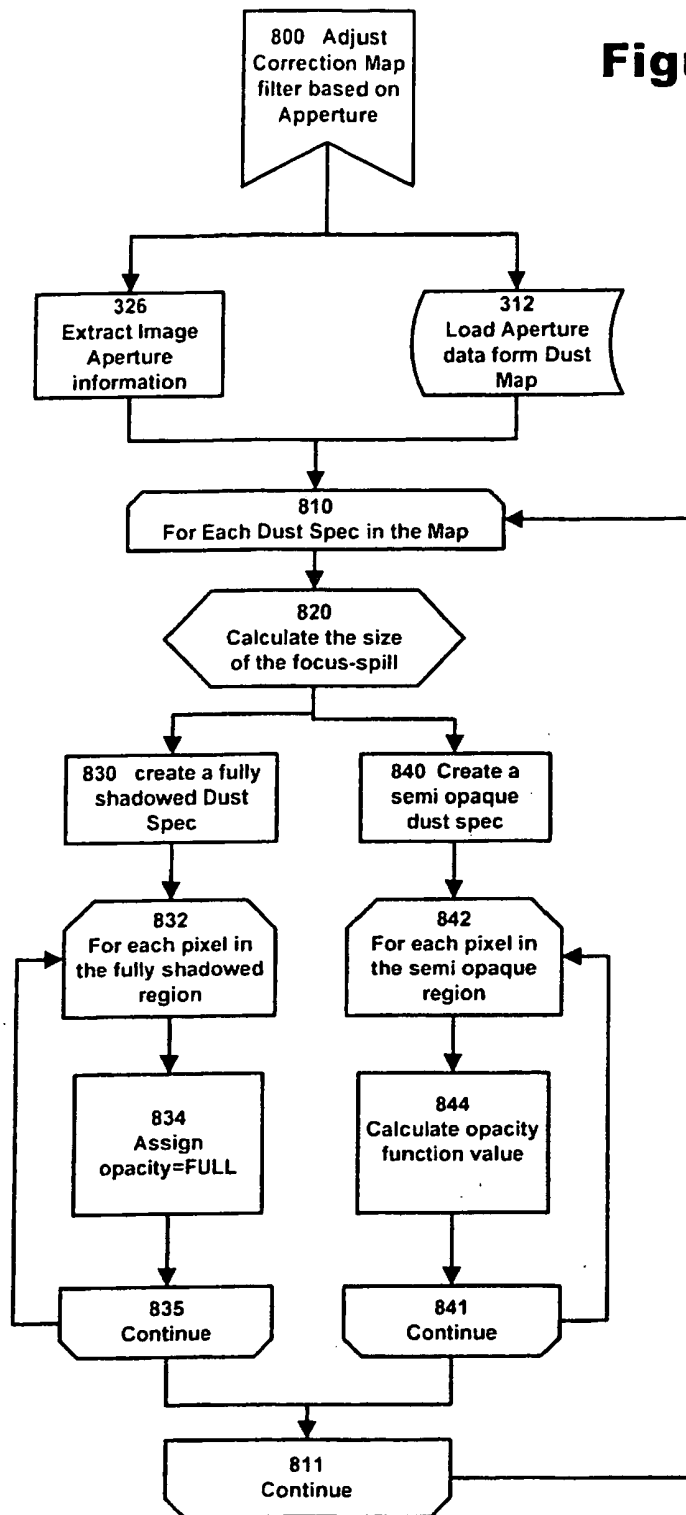 800 Adjust
Correction Map
filter based on
Apperture
Figu
326
Extract Image
Aperture
information
312
Load Aperture
data form Dust
Map
810
For Each Dust Spec in the Map
820
Calculate the size
of the focus-spill
830 create a fully
shadowed Dust
Spec
840 Create a
semi opaque
dust spec
832
For each pixel in
the fully shadowed
region
842
For each pixel in
the semi opaque
region
834
Assign
opacity=FULL
844
Calculate opacity
function value
835
Continue
841
Continue
811
Continue